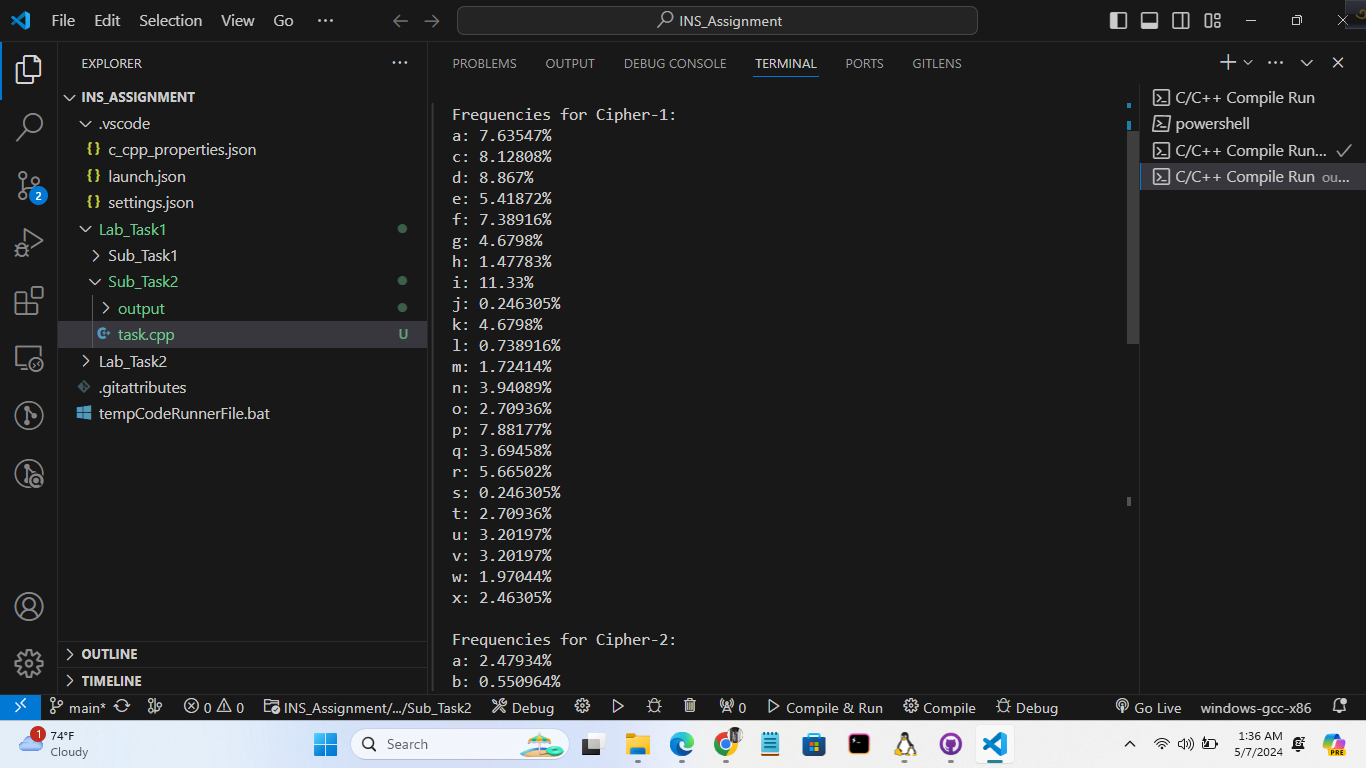 File Edit Selection View Go ··· INS_Assignment
EXPLORER ···
INS_ASSIGNMENT
.vscode
{} c_cpp_properties.json
{} launch.json
{} settings.json
Lab_Task1
Sub_Task1
Sub_Task2
output
task.cpp U
Lab_Task2
.gitattributes
tempCodeRunnerFile.bat
OUTLINE
TIMELINE
2
PROBLEMS OUTPUT DEBUG CONSOLE TERMINAL PORTS GITLENS
Frequencies for Cipher-1:
a: 7.63547%
c: 8.12808%
d: 8.867%
e: 5.41872%
f: 7.38916%
g: 4.6798%
h: 1.47783%
i: 11.33%
j: 0.246305%
k: 4.6798%
l: 0.738916%
m: 1.72414%
n: 3.94089%
o: 2.70936%
p: 7.88177%
q: 3.69458%
r: 5.66502%
s: 0.246305%
t: 2.70936%
u: 3.20197%
v: 3.20197%
w: 1.97044%
x: 2.46305%
Frequencies for Cipher-2:
a: 2.47934%
b: 0.550964%
C/C++ Compile Run
powershell
C/C++ Compile Run...
C/C++ Compile Run ou...
main* 0 0 INS_Assignment/.../Sub_Task2 Debug 0 Compile & Run Compile Debug Go Live windows-gcc-x86
1
74°F
Cloudy
Search
1:36 AM
5/7/2024
PRE